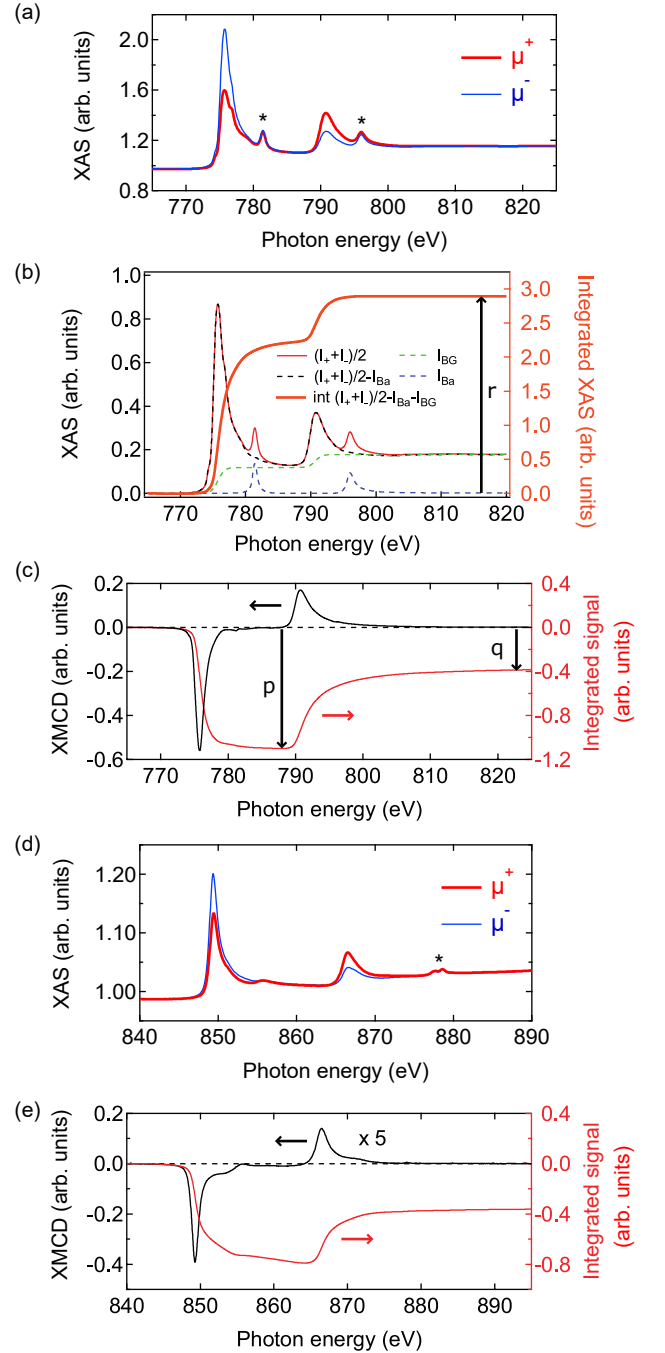 (a)
2.0
1.6
1.2
0.8
XAS (arb. units)
μ+
μ-
*
*
770 780 790 800 810 820
Photon energy (eV)
(b)
1.0
0.8
0.6
0.4
0.2
0.0
XAS (arb. units)
(I++I-)/2
(I++I-)/2-IBa
int (I++I-)/2-IBa-IBG
IBG
IBa
r
3.0
2.5
2.0
1.5
1.0
0.5
0.0
Integrated XAS (arb. units)
770 780 790 800 810 820
Photon energy (eV)
(c)
0.2
0.0
-0.2
-0.4
-0.6
XMCD (arb. units)
p
q
0.4
0.0
-0.4
-0.8
-1.2
Integrated signal
(arb. units)
770 780 790 800 810 820
Photon energy (eV)
(d)
1.20
1.10
1.00
XAS (arb. units)
μ+
μ-
*
840 850 860 870 880 890
Photon energy (eV)
(e)
0.2
0.0
-0.2
-0.4
XMCD (arb. units)
x 5
0.4
0.0
-0.4
-0.8
Integrated signal
(arb. units)
840 850 860 870 880 890
Photon energy (eV)